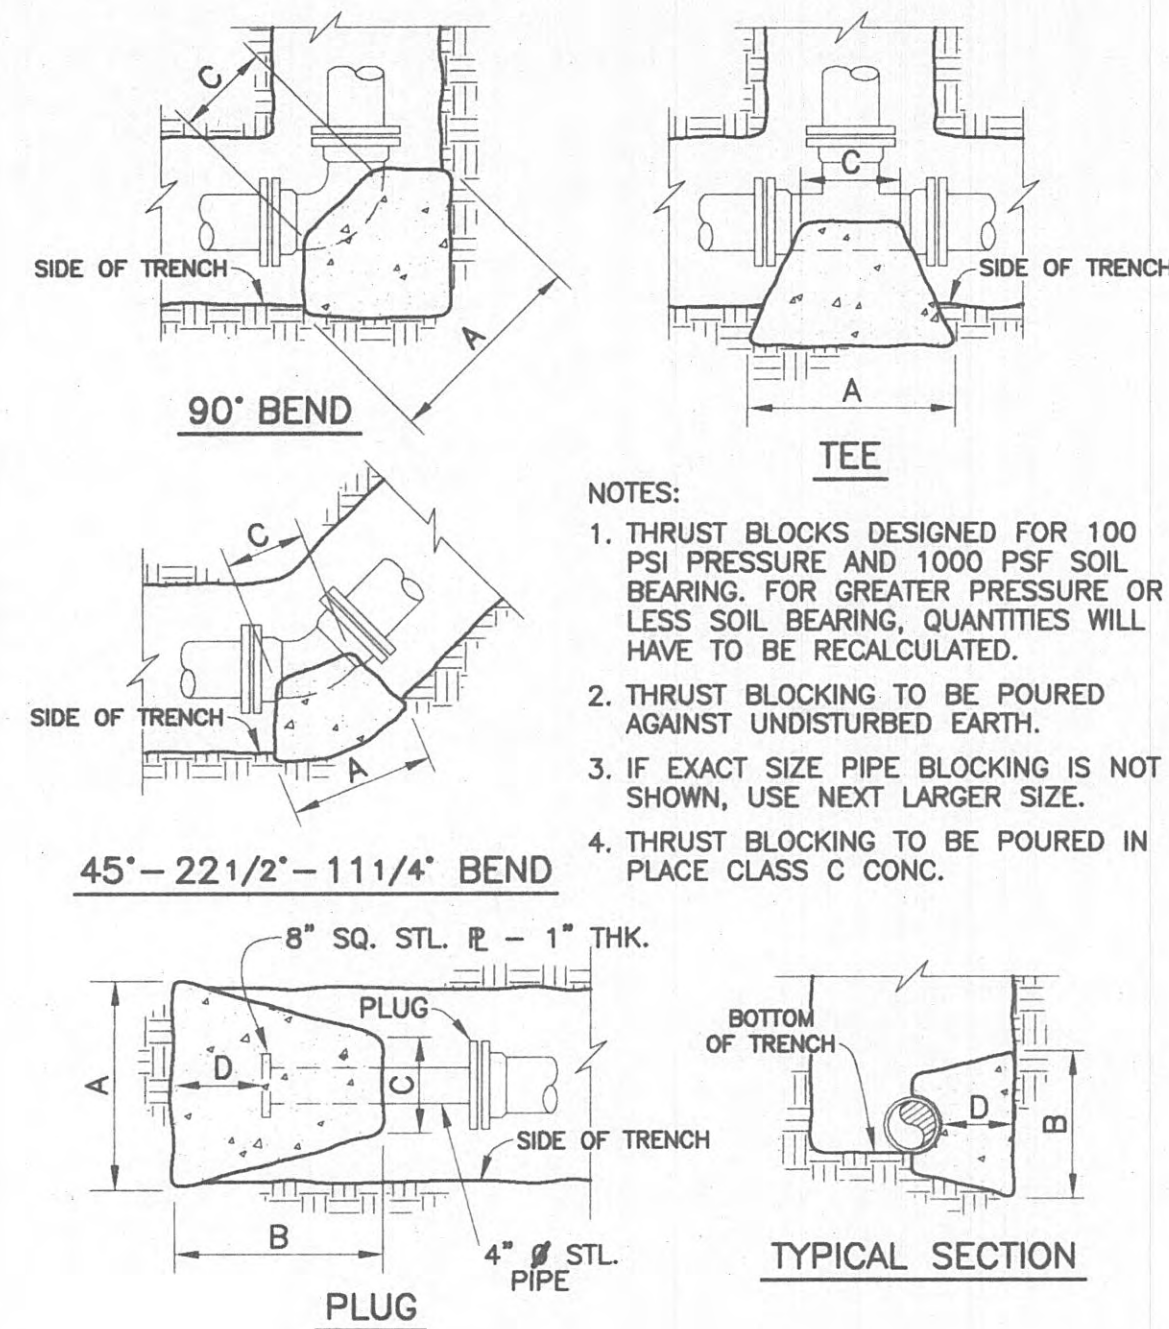 C
SIDE OF TRENCH
A
90° BEND
C
SIDE OF TRENCH
A
TEE
C
SIDE OF TRENCH
A
45°-22 1/2°-11 1/4° BEND
NOTES:
1. THRUST BLOCKS DESIGNED FOR 100
PSI PRESSURE AND 1000 PSF SOIL
BEARING. FOR GREATER PRESSURE OR
LESS SOIL BEARING, QUANTITIES WILL
HAVE TO BE RECALCULATED.
2. THRUST BLOCKING TO BE POURED
AGAINST UNDISTURBED EARTH.
3. IF EXACT SIZE PIPE BLOCKING IS NOT
SHOWN, USE NEXT LARGER SIZE.
4. THRUST BLOCKING TO BE POURED IN
PLACE CLASS C CONC.
8" SQ. STL. ⅊ - 1" THK.
PLUG
A
D
C
SIDE OF TRENCH
B
4" Ø STL.
PIPE
PLUG
BOTTOM
OF TRENCH
D
B
TYPICAL SECTION